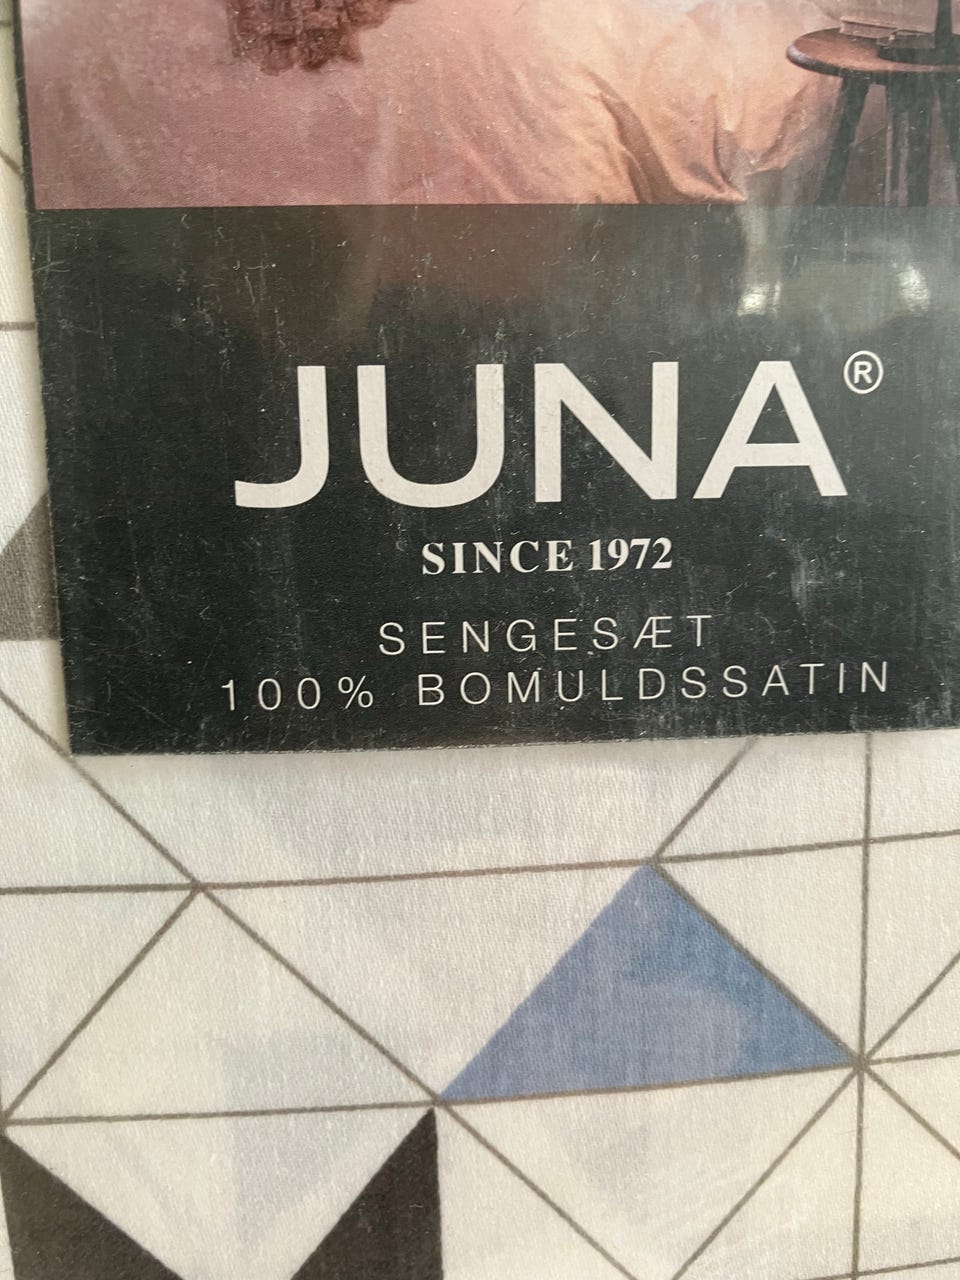 JUNA®
SINCE 1972
SENGESÆT
100% BOMULDSSATIN